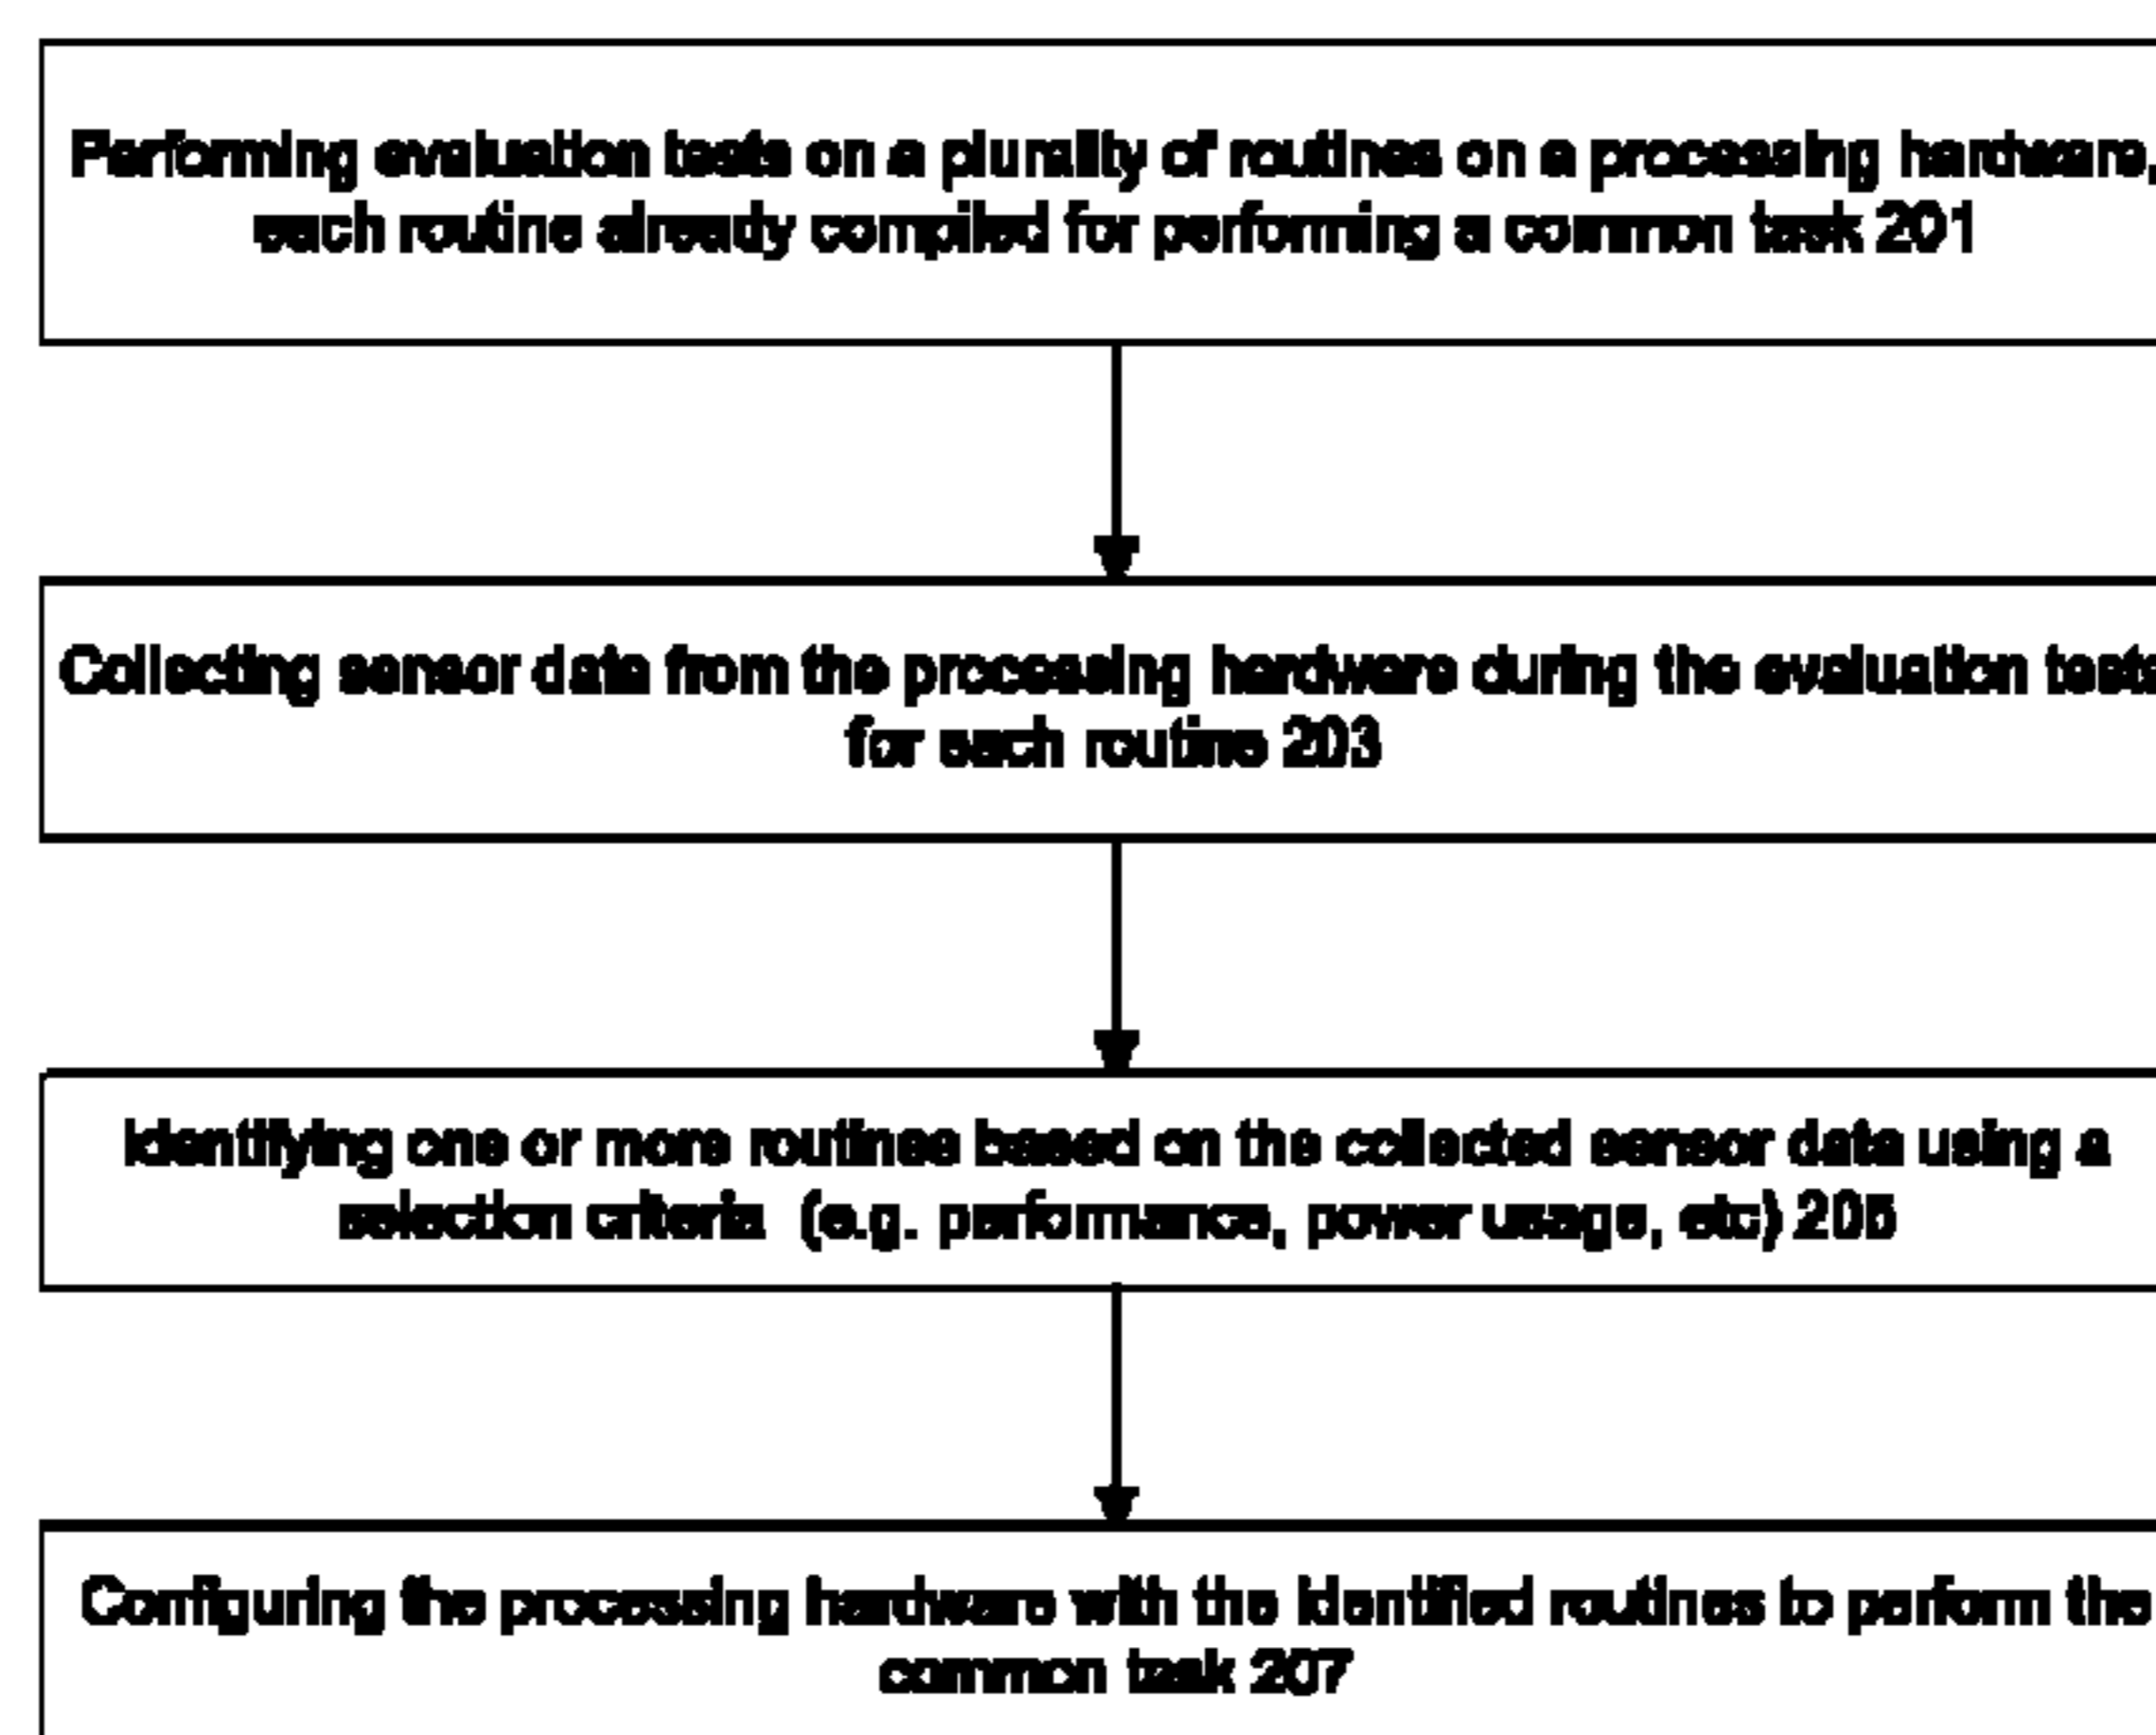 Performing evaluation tests on a plurality of routines on a processing hardware,
each routine already compiled for performing a common task 201
Collecting sensor data from the processing hardware during the evaluation tests
for each routine 203
Identifying one or more routines based on the collected sensor data using a
selection criteria (e.g. performance, power usage, etc) 205
Configuring the processing hardware with the identified routines to perform the
common task 207